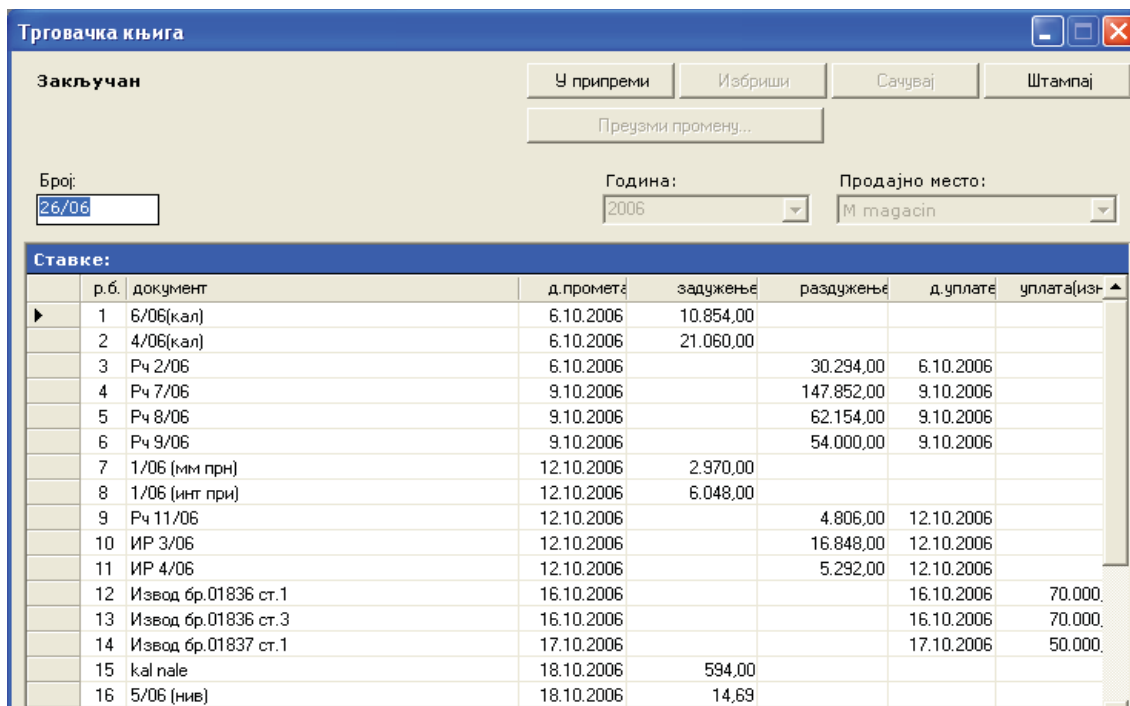 Трговачка књига
Закључан
У припреми Избриши Сачувај Штампај
Преузми промену...
Број: Година: Продајно место:
26/06 2006 M magacin
Ставке:
р.б. документ д.промета задужење раздужење д.уплате уплата(изн
1 6/06(кал) 6.10.2006 10.854,00
2 4/06(кал) 6.10.2006 21.060,00
3 Рч 2/06 6.10.2006 30.294,00 6.10.2006
4 Рч 7/06 9.10.2006 147.852,00 9.10.2006
5 Рч 8/06 9.10.2006 62.154,00 9.10.2006
6 Рч 9/06 9.10.2006 54.000,00 9.10.2006
7 1/06 (мм прн) 12.10.2006 2.970,00
8 1/06 (инт при) 12.10.2006 6.048,00
9 Рч 11/06 12.10.2006 4.806,00 12.10.2006
10 ИР 3/06 12.10.2006 16.848,00 12.10.2006
11 ИР 4/06 12.10.2006 5.292,00 12.10.2006
12 Извод бр.01836 ст.1 16.10.2006 16.10.2006 70.000,
13 Извод бр.01836 ст.3 16.10.2006 16.10.2006 70.000,
14 Извод бр.01837 ст.1 17.10.2006 17.10.2006 50.000,
15 kal nale 18.10.2006 594,00
16 5/06 (нив) 18.10.2006 14,69